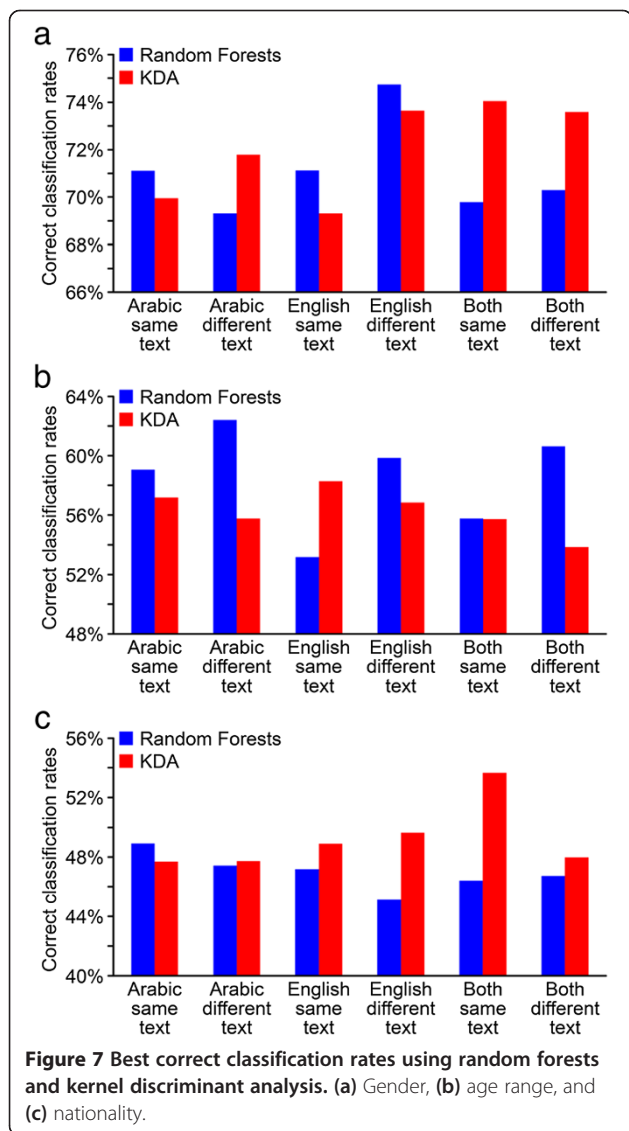 a
Random Forests
KDA
Correct classification rates
76%
74%
72%
70%
68%
66%
Arabic same text
Arabic different text
English same text
English different text
Both same text
Both different text
b
Random Forests
KDA
Correct classification rates
64%
60%
56%
52%
48%
Arabic same text
Arabic different text
English same text
English different text
Both same text
Both different text
c
Random Forests
KDA
Correct classification rates
56%
52%
48%
44%
40%
Arabic same text
Arabic different text
English same text
English different text
Both same text
Both different text
Figure 7 Best correct classification rates using random forests
and kernel discriminant analysis. (a) Gender, (b) age range, and
(c) nationality.